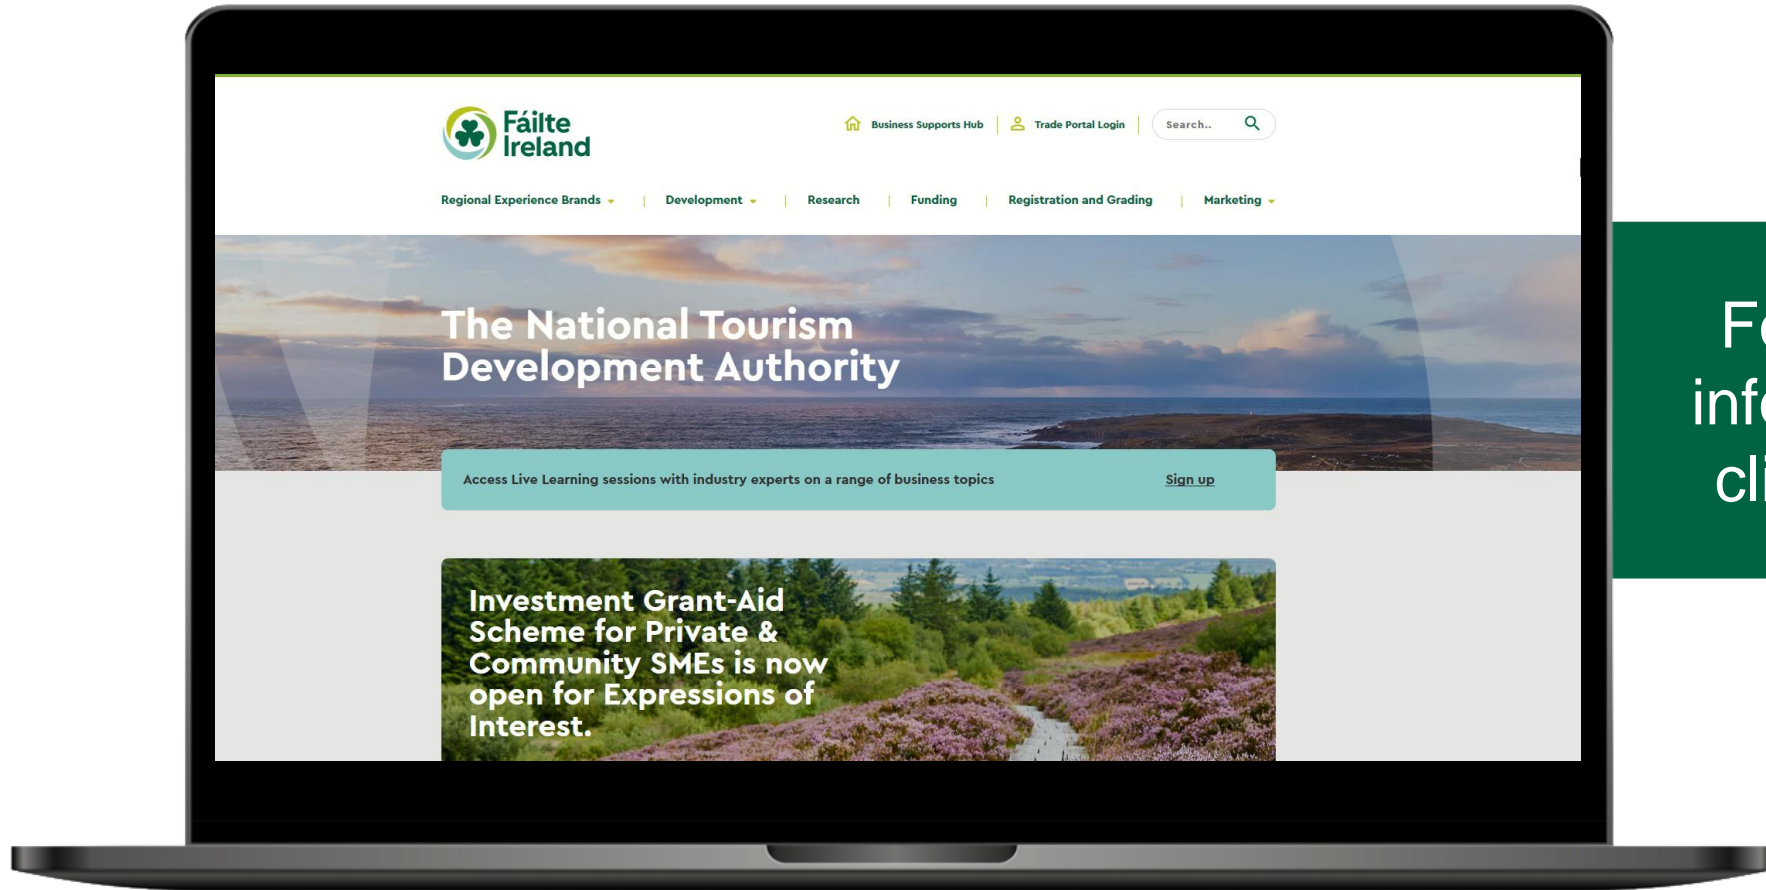 Fáilte
Ireland
Business Supports Hub
Trade Portal Login
Search..
Regional Experience Brands
Development
Research
Funding
Registration and Grading
Marketing
The National Tourism
Development Authority
Access Live Learning sessions with industry experts on a range of business topics
Sign up
Investment Grant-Aid
Scheme for Private &
Community SMEs is now
open for Expressions of
Interest.